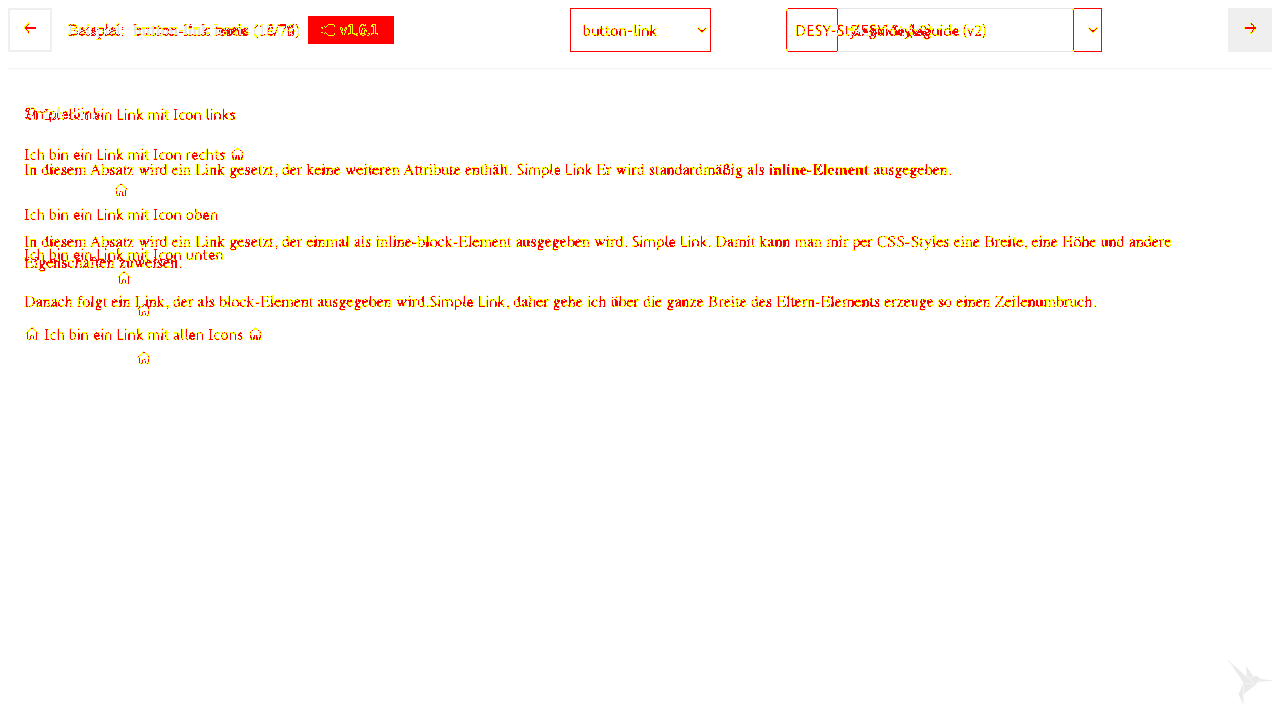 Beispiel: button-link
v1.6.1
button-link
DESY-Styleguide (v2)
Ich bin ein Link mit Icon links
Ich bin ein Link mit Icon rechts
In diesem Absatz wird ein Link gesetzt, der keine weiteren Attribute enthält. Simple Link Er wird standardmäßig als inline-Element ausgegeben.
Ich bin ein Link mit Icon oben
In diesem Absatz wird ein Link gesetzt, der einmal als inline-block-Element ausgegeben wird. Simple Link. Damit kann man mir per CSS-Styles eine Breite, eine Höhe und andere
Ich bin ein Link mit Icon unten
Eigenschaften zuweisen.
Danach folgt ein Link, der als block-Element ausgegeben wird.Simple Link, daher gehe ich über die ganze Breite des Eltern-Elements erzeuge so einen Zeilenumbruch.
Ich bin ein Link mit allen Icons